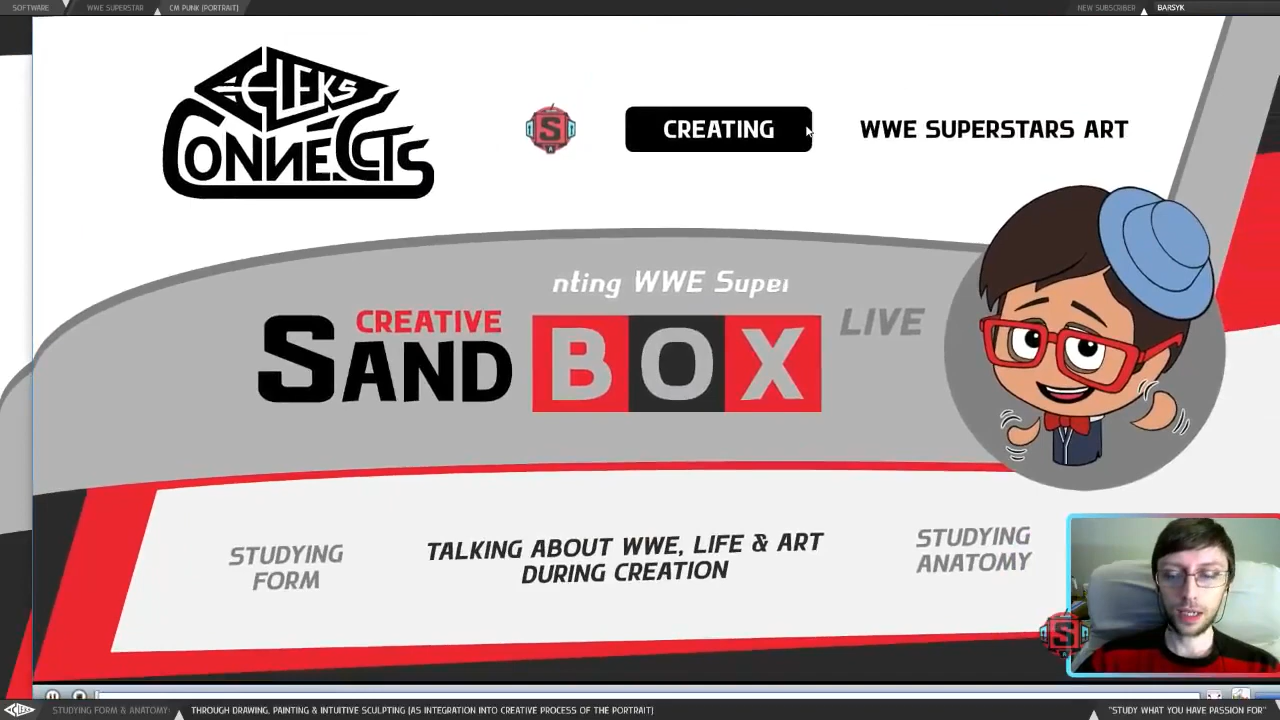 SOFTWARE
WWE SUPERSTAR
CM PUNK (PORTRAIT)
NEW SUBSCRIBER
BARSYK
CLEKS
CONNECTS
S
CREATING
WWE SUPERSTARS ART
nting WWE Super
CREATIVE
SAND BOX
LIVE
STUDYING
FORM
TALKING ABOUT WWE, LIFE & ART
DURING CREATION
STUDYING
ANATOMY
S
STUDYING FORM & ANATOMY:
THROUGH DRAWING, PAINTING & INTUITIVE SCULPTING (AS INTEGRATION INTO CREATIVE PROCESS OF THE PORTRAIT)
"STUDY WHAT YOU HAVE PASSION FOR"